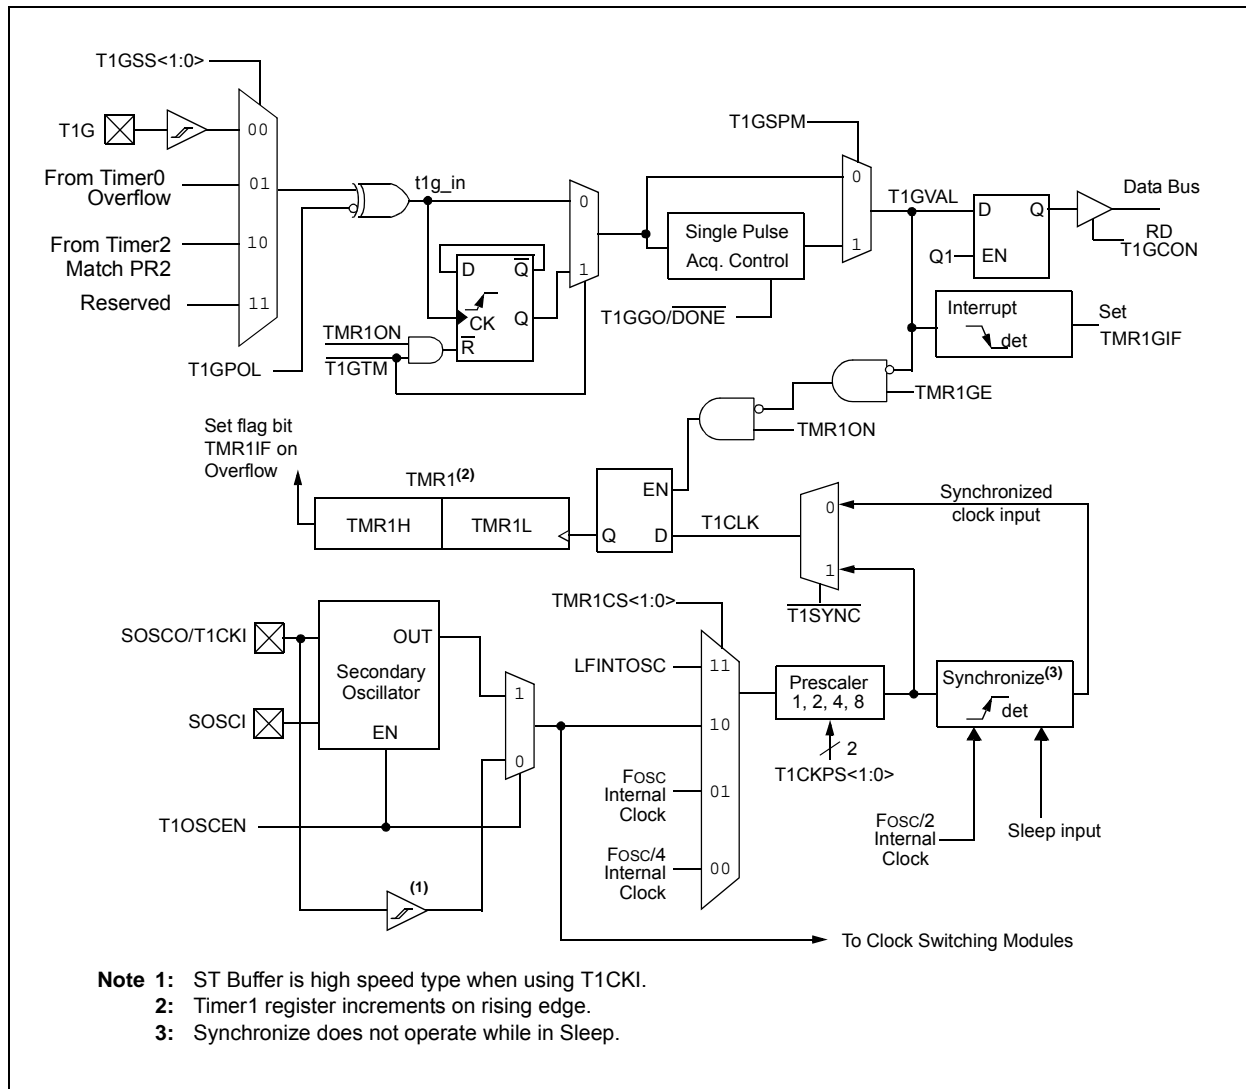 T1GSS<1:0>
T1G
00
From Timer0
Overflow
01
From Timer2
Match PR2
10
Reserved
11
T1GPOL
t1g_in
0
1
D
Q
CK
Q
R
TMR1ON
T1GTM
Single Pulse
Acq. Control
T1GGO/DONE
T1GSPM
0
1
T1GVAL
D
Q
Q1
EN
Data Bus
RD
T1GCON
Interrupt
det
Set
TMR1GIF
TMR1GE
TMR1ON
Set flag bit
TMR1IF on
Overflow
TMR1(2)
TMR1H
TMR1L
EN
Q
D
T1CLK
0
1
T1SYNC
Synchronized
clock input
SOSCO/T1CKI
SOSCI
OUT
Secondary
Oscillator
EN
T1OSCEN
1
0
(1)
TMR1CS<1:0>
LFINTOSC
11
10
FOSC
Internal
Clock
01
FOSC/4
Internal
Clock
00
Prescaler
1, 2, 4, 8
2
T1CKPS<1:0>
Synchronize(3)
det
FOSC/2
Internal
Clock
Sleep input
To Clock Switching Modules
Note 1: ST Buffer is high speed type when using T1CKI.
2: Timer1 register increments on rising edge.
3: Synchronize does not operate while in Sleep.